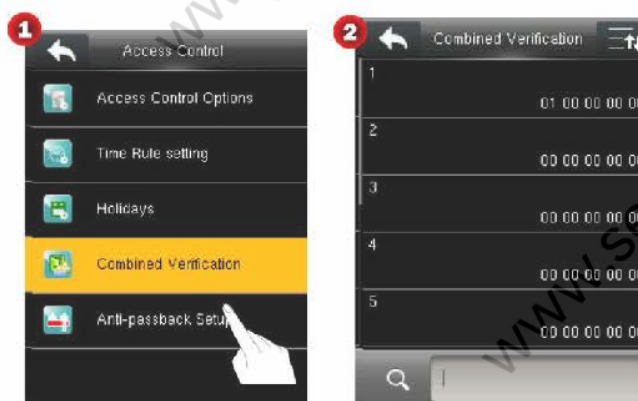 1
Access Control
Access Control Options
Time Rule setting
Holidays
Combined Verification
Anti-passback Setup
2
Combined Verification
1
01 00 00 00 00
2
00 00 00 00 00
3
00 00 00 00 00
4
00 00 00 00 00
5
00 00 00 00 00